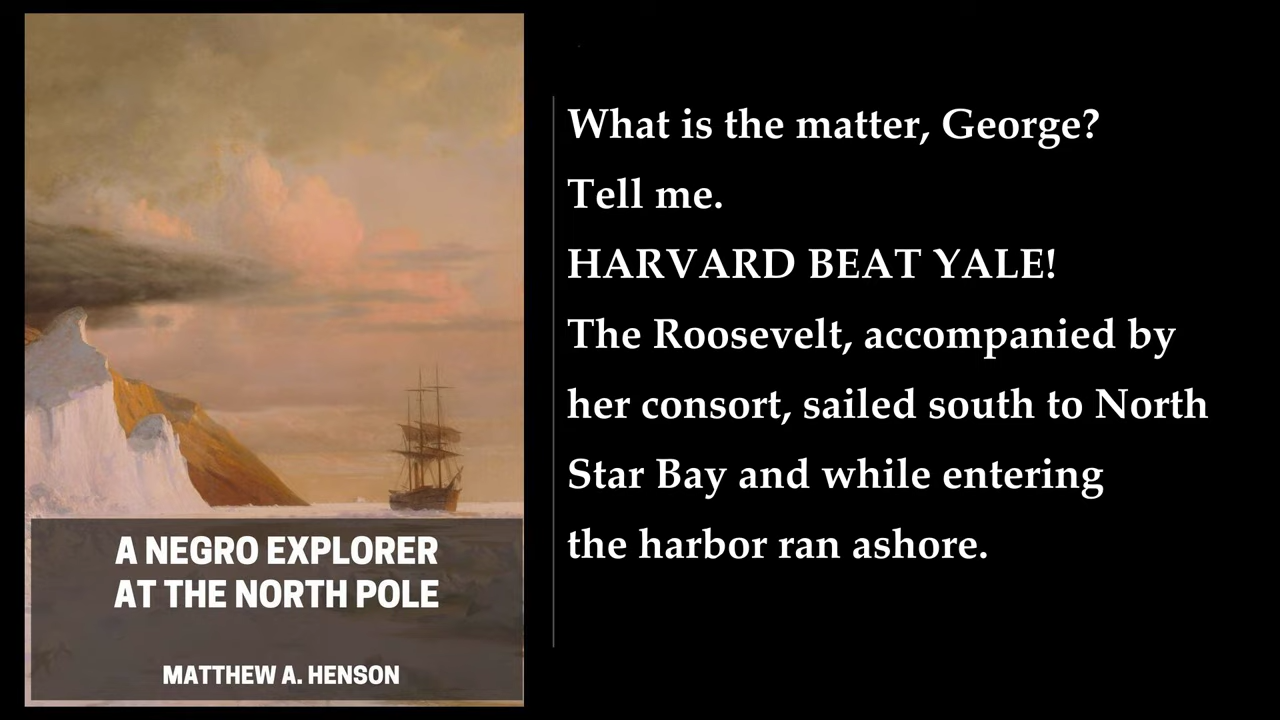 What is the matter, George?
Tell me.
HARVARD BEAT YALE!
The Roosevelt, accompanied by
her consort, sailed south to North
Star Bay and while entering
the harbor ran ashore.
A NEGRO EXPLORER
AT THE NORTH POLE
MATTHEW A. HENSON